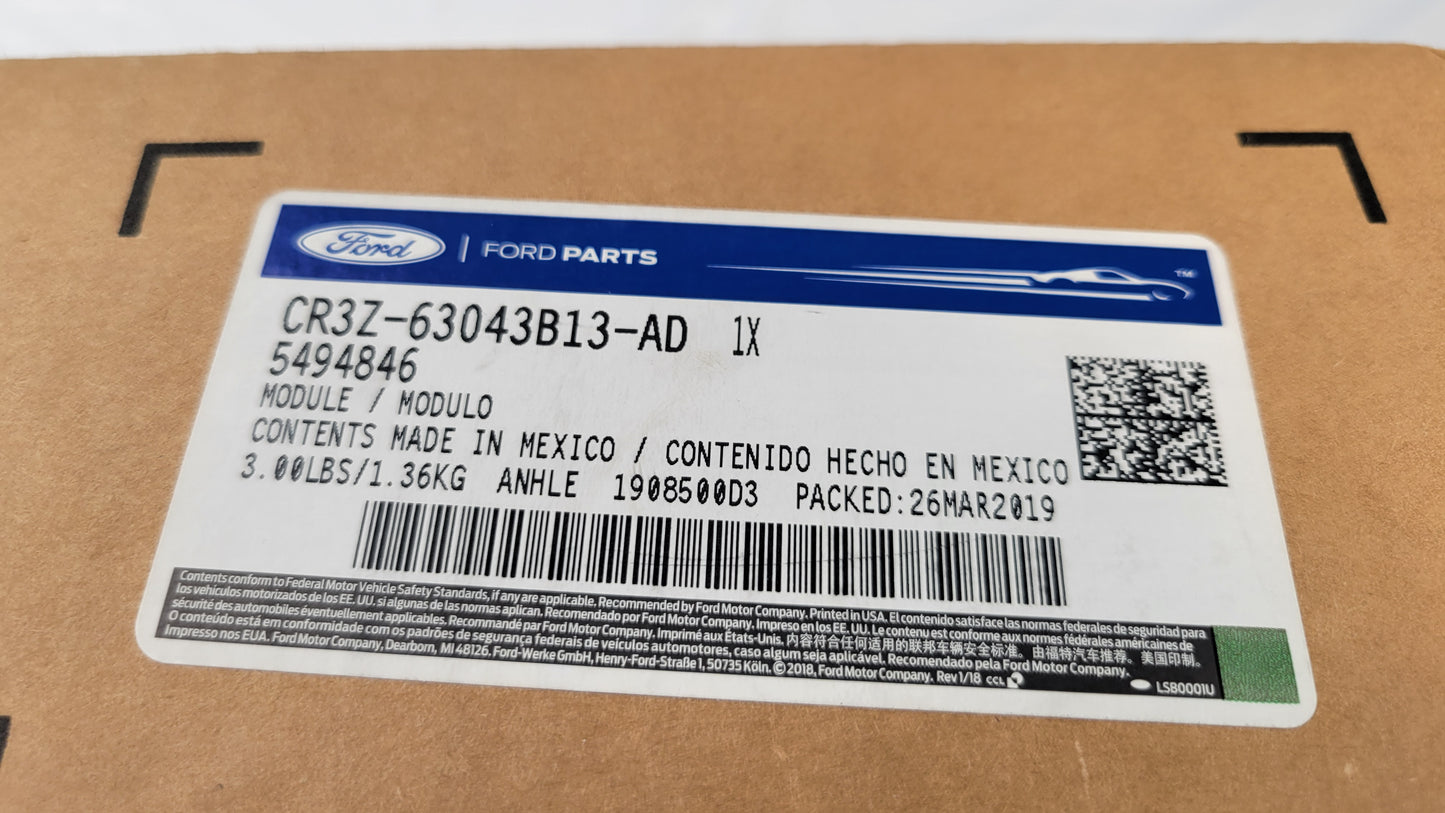 Ford | FORD PARTS
TM
CR3Z-63043B13-AD 1X
5494846
MODULE / MODULO
CONTENTS MADE IN MEXICO / CONTENIDO HECHO EN MEXICO
3.00LBS/1.36KG ANHLE 1908500D3 PACKED:26MAR2019
Contents conform to Federal Motor Vehicle Safety Standards, if any are applicable. Recommended by Ford Motor Company. Printed in USA. El contenido satisface las normas federales de seguridad para
los vehículos motorizados de los EE. UU. si algunas de las normas aplican. Recomendado por Ford Motor Company. Impreso en los EE. UU. Le contenu est conforme aux normes fédérales américaines de
sécurité des automobiles éventuellement applicables. Recommandé par Ford Motor Company. Imprimé aux États-Unis. 内容符合任何适用的联邦车辆安全标准。由福特汽车推荐。美国印制。
O conteúdo está em conformidade com os padrões de segurança federais de veículos automotores, caso algum seja aplicável. Recomendado pela Ford Motor Company.
Impresso nos EUA. Ford Motor Company, Dearborn, MI 48126. Ford-Werke GmbH, Henry-Ford-Straße 1, 50735 Köln. © 2018, Ford Motor Company. Rev 1/18 CCL
LSB0001U